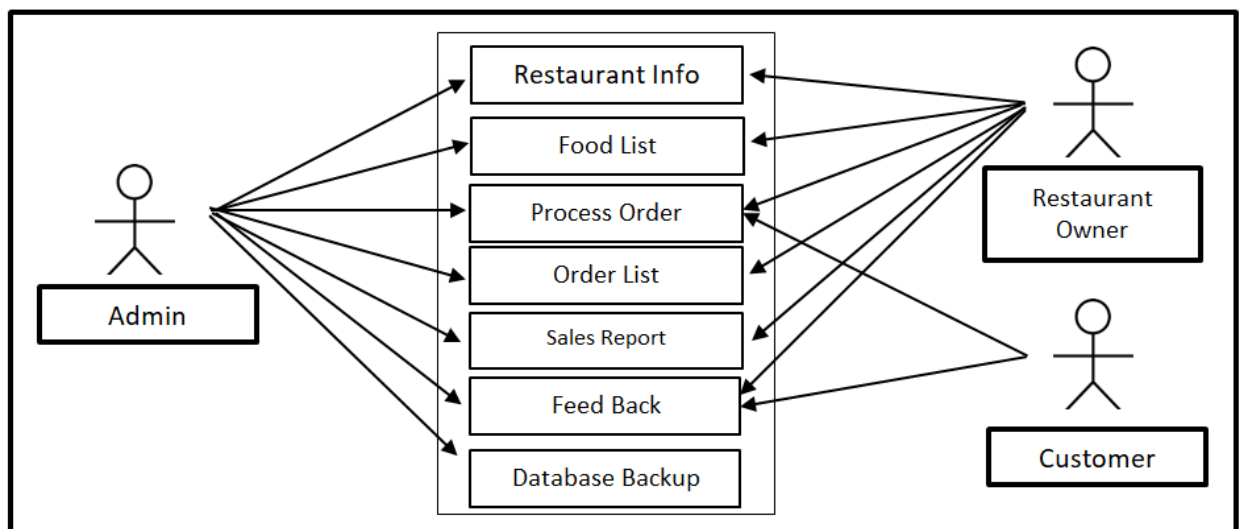 Restaurant Info
Food List
Process Order
Order List
Sales Report
Feed Back
Database Backup
Admin
Restaurant
Owner
Customer